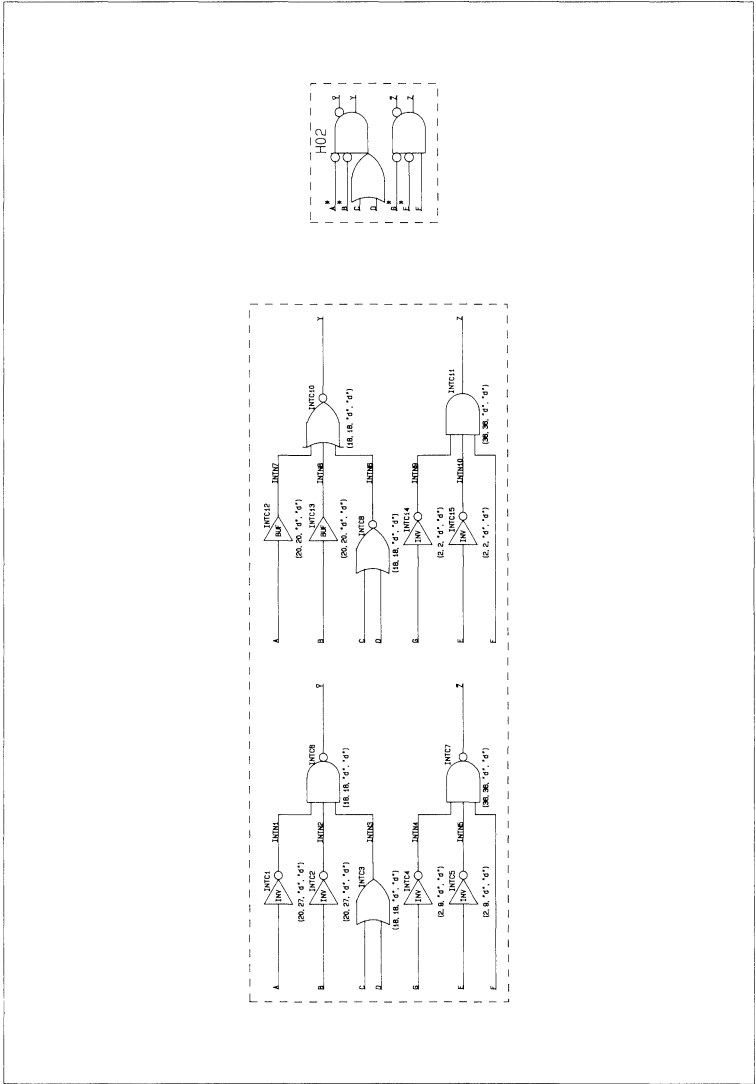 H02
A *
B *
C
D
G *
E *
F
Y
Y
Z
Z
A
INTC12
BUF
(20, 20, "d", "d")
INTN7
B
INTC13
BUF
(20, 20, "d", "d")
INTN8
C
D
INTC8
(18, 18, "d", "d")
INTN6
INTC10
(18, 18, "d", "d")
Y
G
INTC14
INV
(2, 2, "d", "d")
INTN9
E
INTC15
INV
(2, 2, "d", "d")
INTN10
F
INTC11
(36, 36, "d", "d")
Z
A
INTC1
INV
(20, 27, "d", "d")
INTN1
B
INTC2
INV
(20, 27, "d", "d")
INTN2
C
D
INTC3
(18, 18, "d", "d")
INTN3
INTC6
(18, 18, "d", "d")
Y
G
INTC4
INV
(2, 9, "d", "d")
INTN4
E
INTC5
INV
(2, 9, "d", "d")
INTN5
F
INTC7
(36, 36, "d", "d")
Z